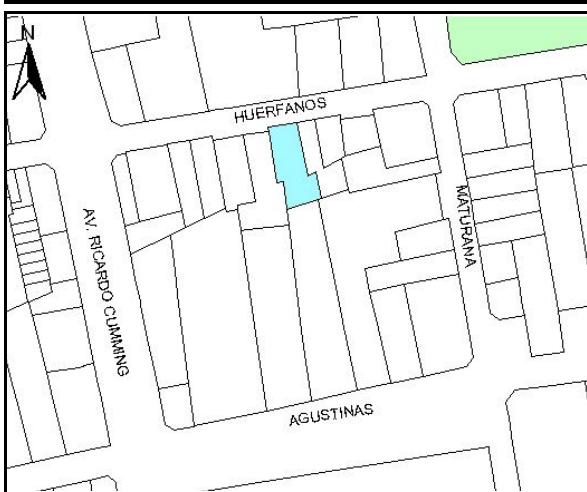 N
HUERFANOS
MATURANA
AV. RICARDO CUMMING
AGUSTINAS